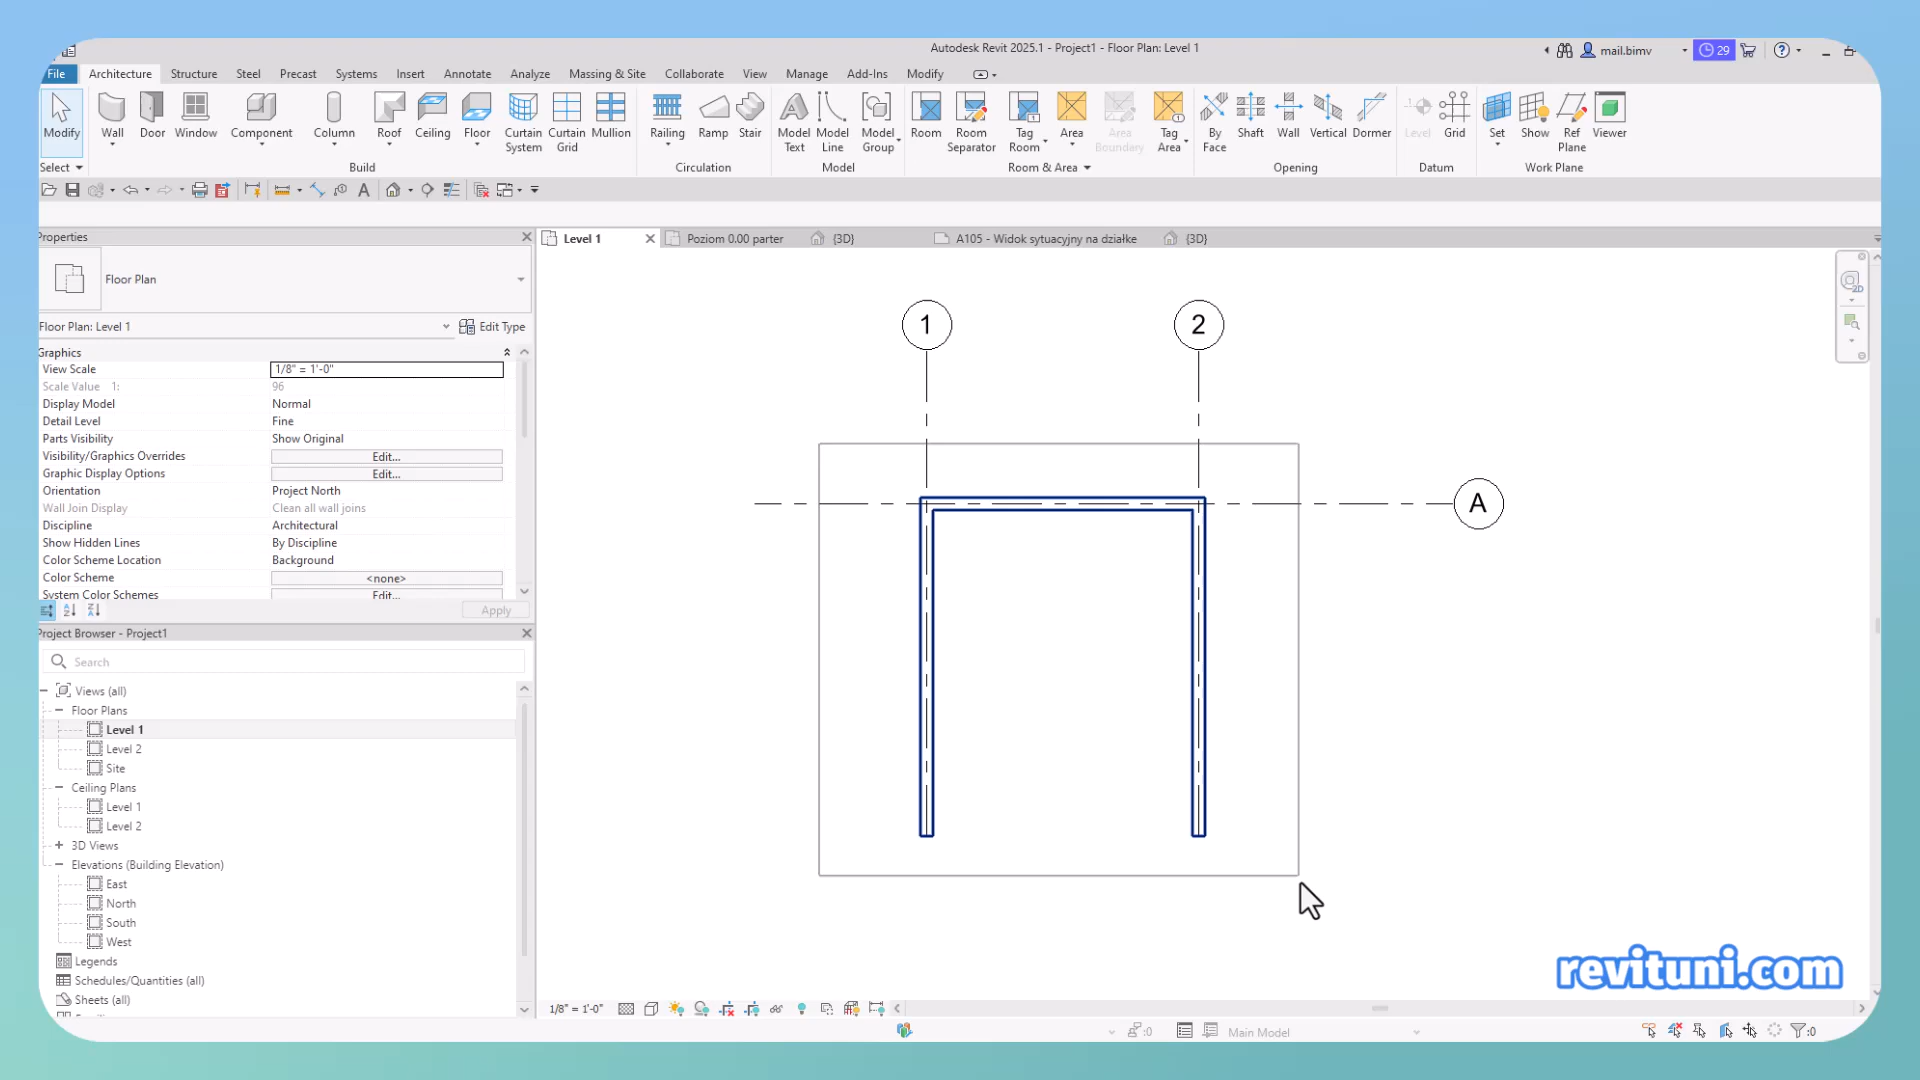 Autodesk Revit 2025.1 - Project1 - Floor Plan: Level 1
mail.bimv
29
File Architecture Structure Steel Precast Systems Insert Annotate Analyze Massing & Site Collaborate View Manage Add-Ins Modify
Modify Wall Door Window Component Column Roof Ceiling Floor Curtain System Curtain Grid Mullion Railing Ramp Stair Model Text Model Line Model Group Room Room Separator Tag Room Area Area Boundary Tag Area By Face Shaft Wall Vertical Dormer Level Grid Set Show Ref Plane Viewer
Select Build Circulation Model Room & Area Opening Datum Work Plane
Properties
Level 1 Poziom 0.00 parter {3D} A105 - Widok sytuacyjny na działke {3D}
Floor Plan
Floor Plan: Level 1 Edit Type
Graphics
View Scale 1/8" = 1'-0"
Scale Value 1: 96
Display Model Normal
Detail Level Fine
Parts Visibility Show Original
Visibility/Graphics Overrides Edit...
Graphic Display Options Edit...
Orientation Project North
Wall Join Display Clean all wall joins
Discipline Architectural
Show Hidden Lines By Discipline
Color Scheme Location Background
Color Scheme <none>
System Color Schemes Edit...
Apply
Project Browser - Project1
Search
Views (all)
Floor Plans
Level 1
Level 2
Site
Ceiling Plans
Level 1
Level 2
3D Views
Elevations (Building Elevation)
East
North
South
West
Legends
Schedules/Quantities (all)
Sheets (all)
1
2
A
2D
revituni.com
1/8" = 1'-0"
:0
Main Model
:0